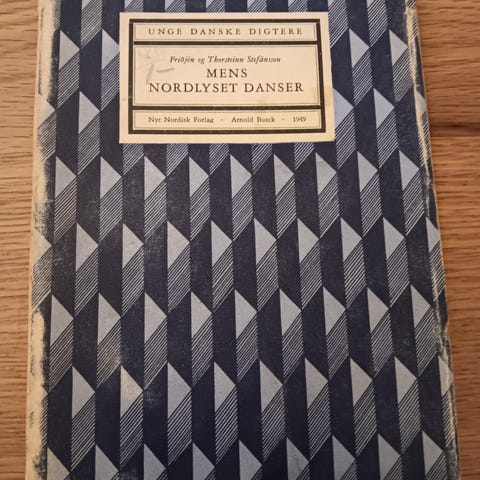 UNGE DANSKE DIGTERE
Friðjón og Thorsteinn Stefánsson
MENS
NORDLYSET DANSER
Nyt Nordisk Forlag · Arnold Busck · 1949